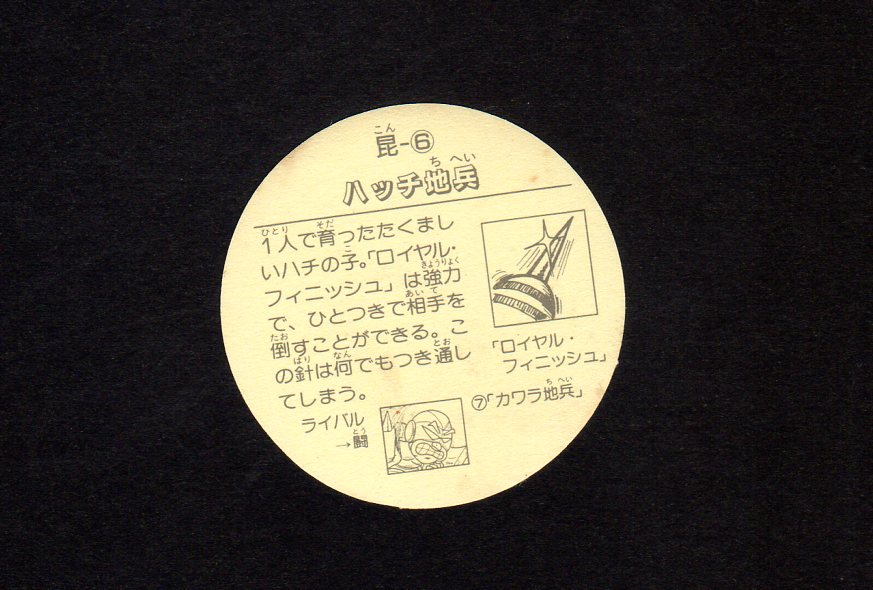 昆-⑥
ハッチ地兵
1人で育ったたくまし
いハチの子。「ロイヤル・
フィニッシュ」は強力
で、ひとつきで相手を
倒すことができる。こ
の針は何でもつき通し
てしまう。
「ロイヤル・
フィニッシュ」
ライバル
→闘
⑦「カワラ地兵」